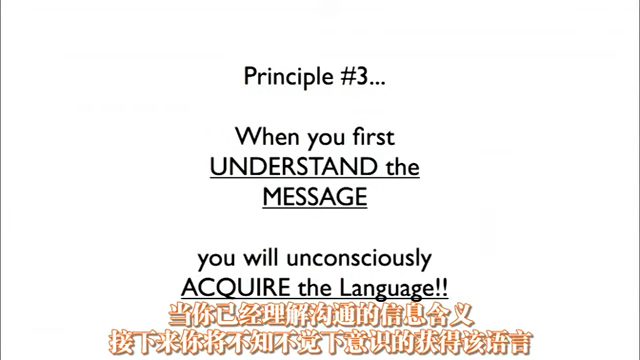 Principle #3...
When you first
UNDERSTAND the
MESSAGE
you will unconsciously
ACQUIRE the Language!!
当你已经理解沟通的信息含义
接下来你将不知不觉下意识的获得该语言